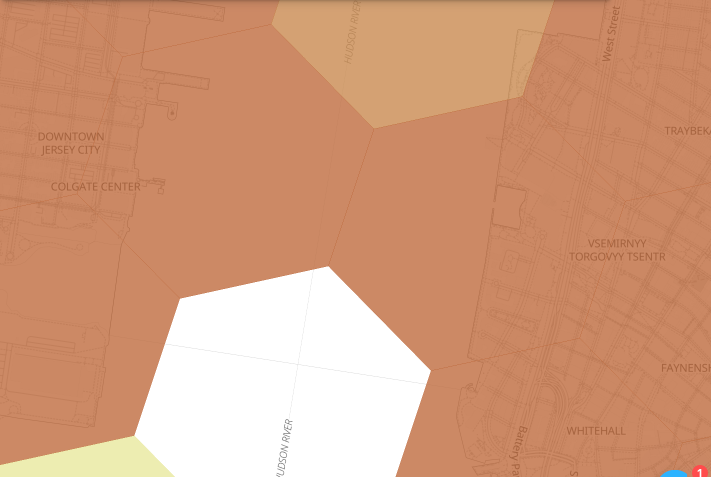 HUDSON RIVER
West Street
DOWNTOWN
JERSEY CITY
TRAYBEKA
COLGATE CENTER
VSEMIRNYY
TORGOVYY TSENTR
FAYNENSH
WHITEHALL
HUDSON RIVER
Battery Pa
S
1